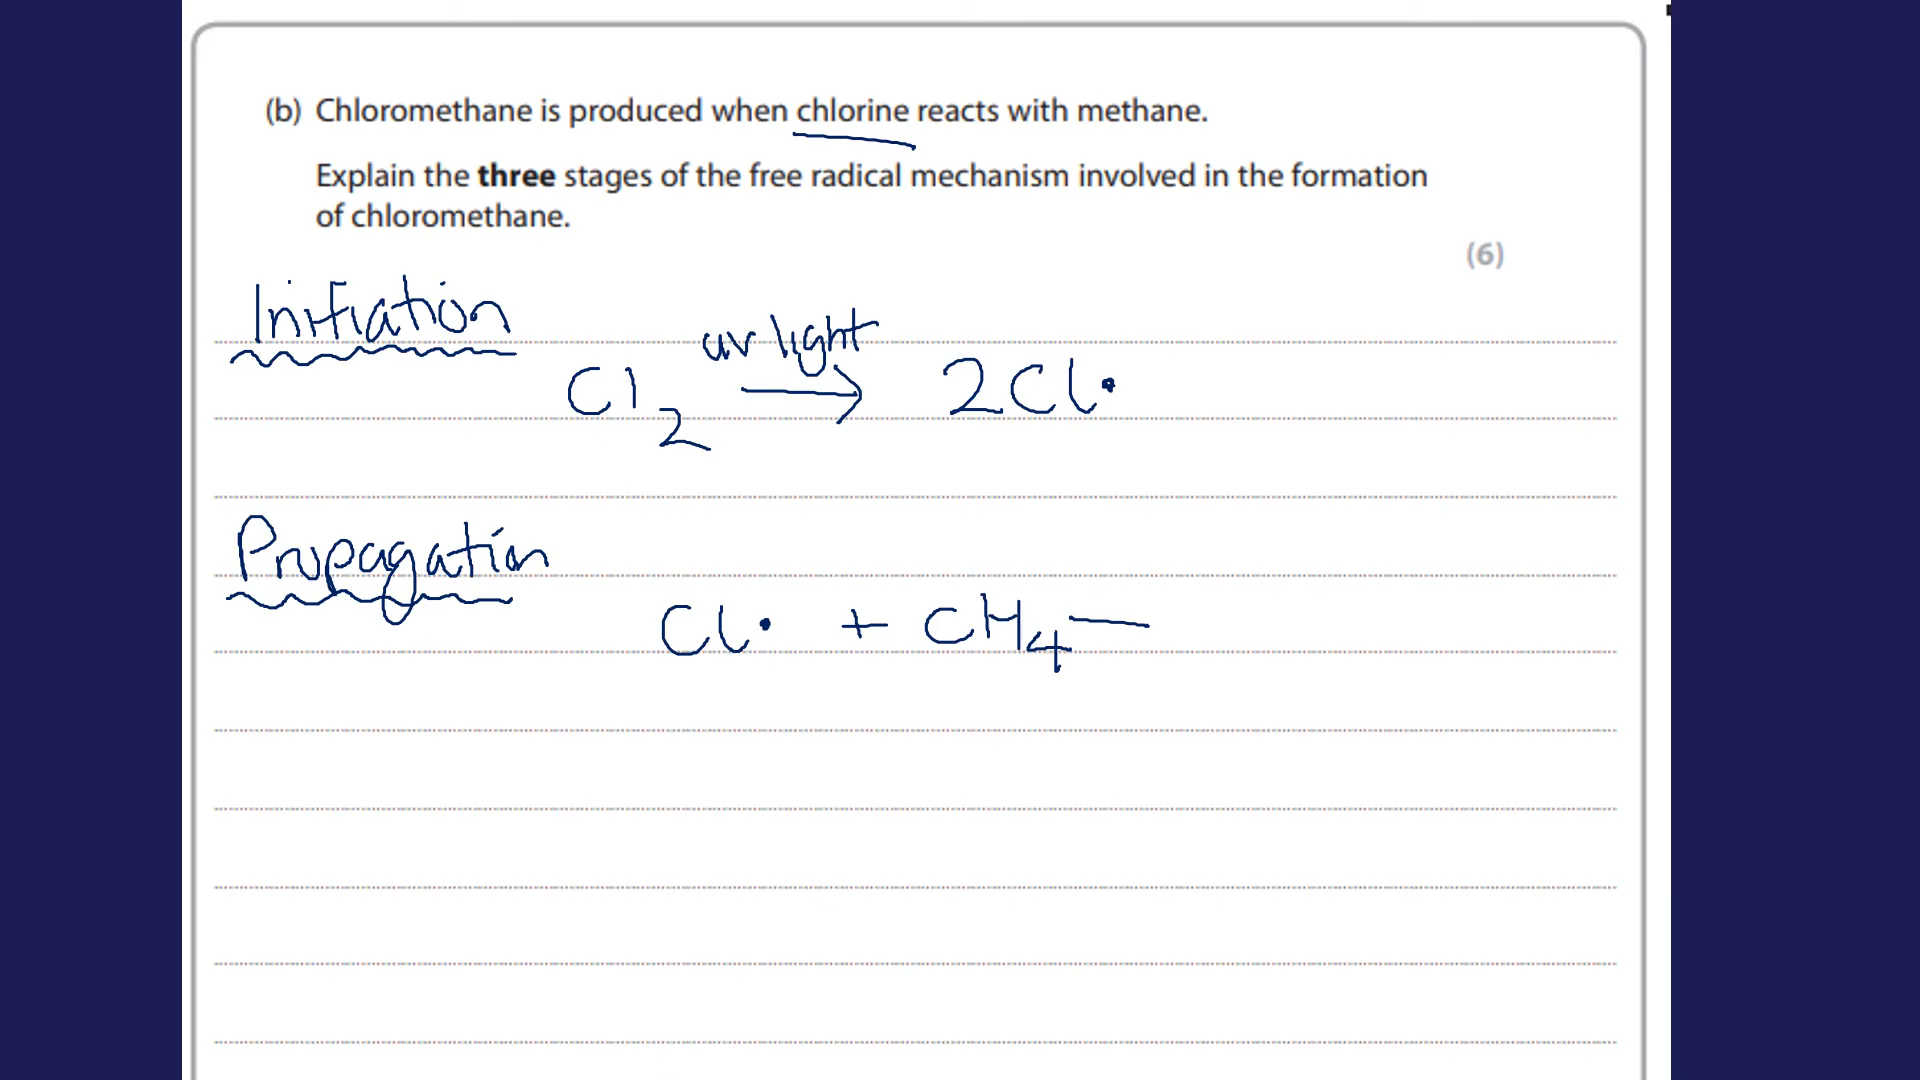 (b) Chloromethane is produced when chlorine reacts with methane.
Explain the three stages of the free radical mechanism involved in the formation
of chloromethane.
(6)
Initiation
uv light
Cl₂ → 2Cl•
Propagation
Cl• + CH₄ —